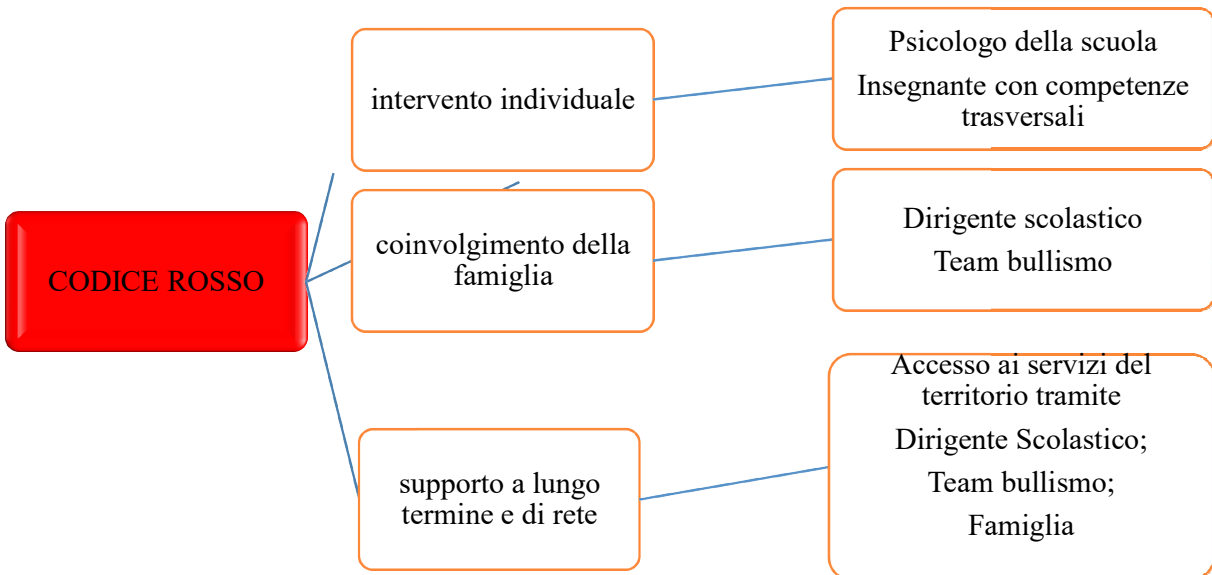 CODICE ROSSO
intervento individuale
Psicologo della scuola
Insegnante con competenze
trasversali
coinvolgimento della
famiglia
Dirigente scolastico
Team bullismo
supporto a lungo
termine e di rete
Accesso ai servizi del
territorio tramite
Dirigente Scolastico;
Team bullismo;
Famiglia